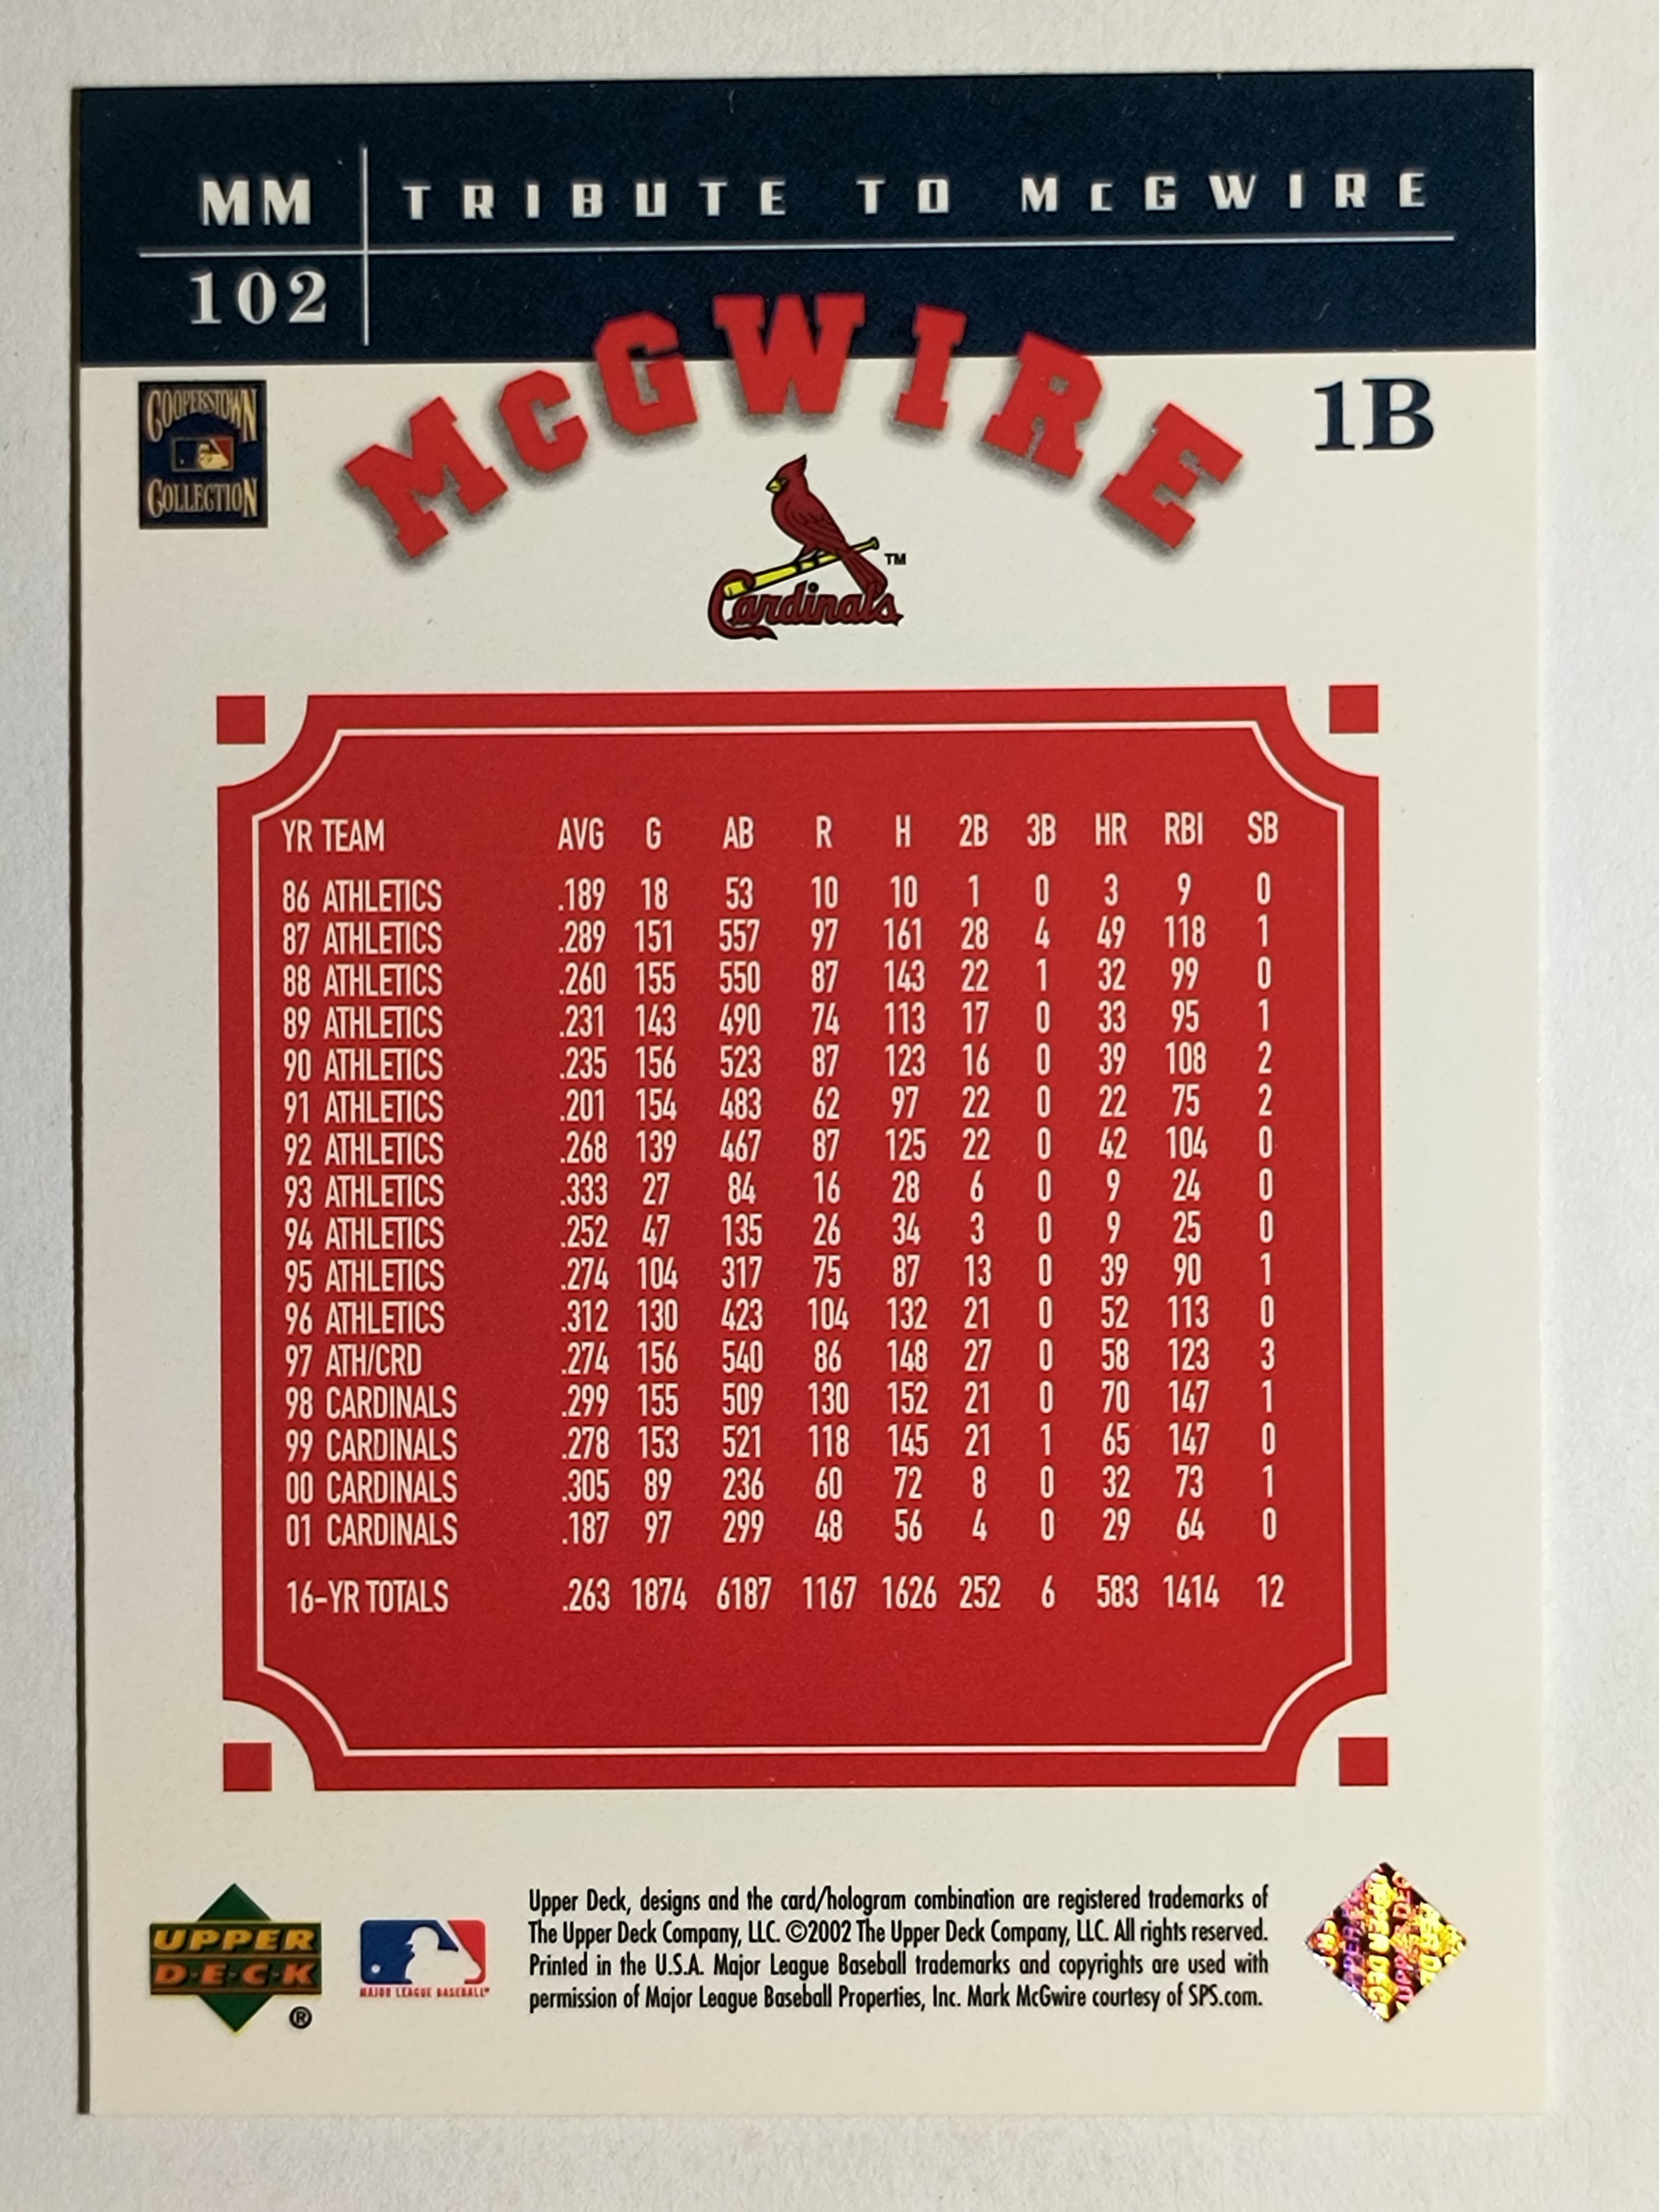 MM TRIBUTE TO McGWIRE
102
McGWIRE
1B
COOPERSTOWN
COLLECTION
Cardinals™
YR TEAM AVG G AB R H 2B 3B HR RBI SB
86 ATHLETICS .189 18 53 10 10 1 0 3 9 0
87 ATHLETICS .289 151 557 97 161 28 4 49 118 1
88 ATHLETICS .260 155 550 87 143 22 1 32 99 0
89 ATHLETICS .231 143 490 74 113 17 0 33 95 1
90 ATHLETICS .235 156 523 87 123 16 0 39 108 2
91 ATHLETICS .201 154 483 62 97 22 0 22 75 2
92 ATHLETICS .268 139 467 87 125 22 0 42 104 0
93 ATHLETICS .333 27 84 16 28 6 0 9 24 0
94 ATHLETICS .252 47 135 26 34 3 0 9 25 0
95 ATHLETICS .274 104 317 75 87 13 0 39 90 1
96 ATHLETICS .312 130 423 104 132 21 0 52 113 0
97 ATH/CRD .274 156 540 86 148 27 0 58 123 3
98 CARDINALS .299 155 509 130 152 21 0 70 147 1
99 CARDINALS .278 153 521 118 145 21 1 65 147 0
00 CARDINALS .305 89 236 60 72 8 0 32 73 1
01 CARDINALS .187 97 299 48 56 4 0 29 64 0
16-YR TOTALS .263 1874 6187 1167 1626 252 6 583 1414 12
UPPER
D•E•C•K
®
MAJOR LEAGUE BASEBALL®
Upper Deck, designs and the card/hologram combination are registered trademarks of
The Upper Deck Company, LLC. ©2002 The Upper Deck Company, LLC. All rights reserved.
Printed in the U.S.A. Major League Baseball trademarks and copyrights are used with
permission of Major League Baseball Properties, Inc. Mark McGwire courtesy of SPS.com.